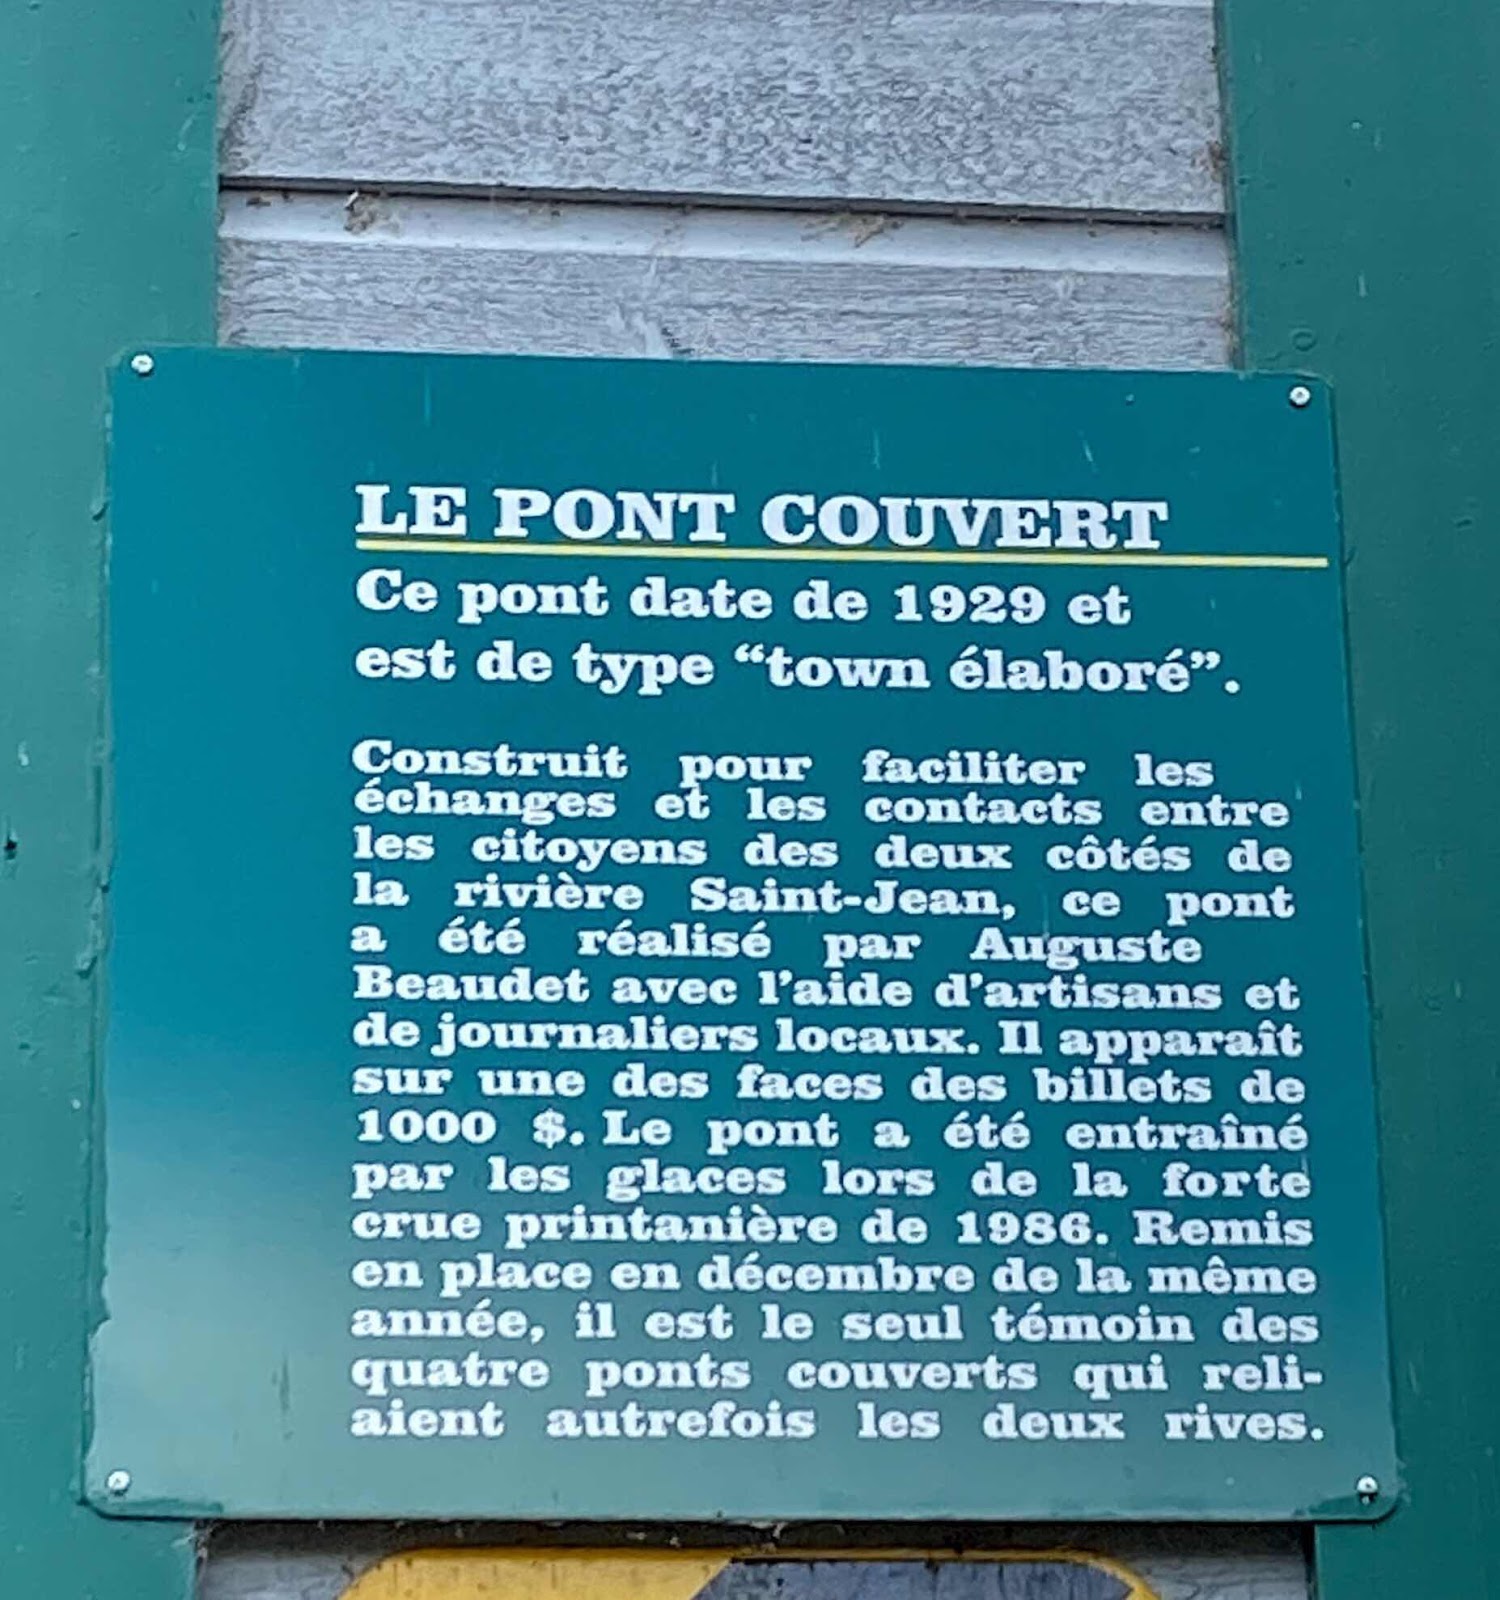 LE PONT COUVERT
Ce pont date de 1929 et
est de type “town élaboré”.
Construit pour faciliter les
échanges et les contacts entre
les citoyens des deux côtés de
la rivière Saint-Jean, ce pont
a été réalisé par Auguste
Beaudet avec l’aide d’artisans et
de journaliers locaux. Il apparaît
sur une des faces des billets de
1000 $. Le pont a été entraîné
par les glaces lors de la forte
crue printanière de 1986. Remis
en place en décembre de la même
année, il est le seul témoin des
quatre ponts couverts qui reli-
aient autrefois les deux rives.